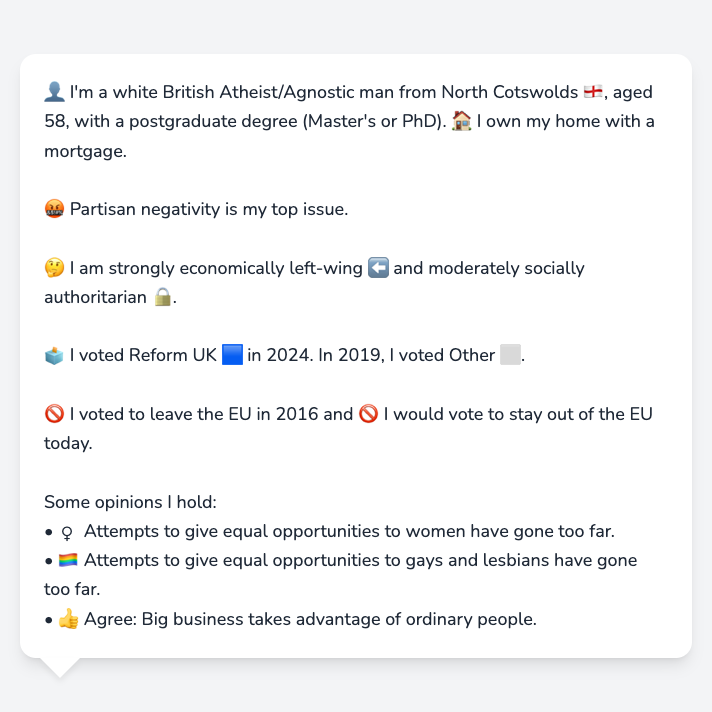 👤 I'm a white British Atheist/Agnostic man from North Cotswolds 🏴󠁧󠁢󠁥󠁮󠁧󠁿, aged
58, with a postgraduate degree (Master's or PhD). 🏠 I own my home with a
mortgage.
🤬 Partisan negativity is my top issue.
🤔 I am strongly economically left-wing ⬅️ and moderately socially
authoritarian 🔒.
🗳️ I voted Reform UK 🟦 in 2024. In 2019, I voted Other ⬜.
🚫 I voted to leave the EU in 2016 and 🚫 I would vote to stay out of the EU
today.
Some opinions I hold:
• ♀ Attempts to give equal opportunities to women have gone too far.
• 🏳️‍🌈 Attempts to give equal opportunities to gays and lesbians have gone
too far.
• 👍 Agree: Big business takes advantage of ordinary people.